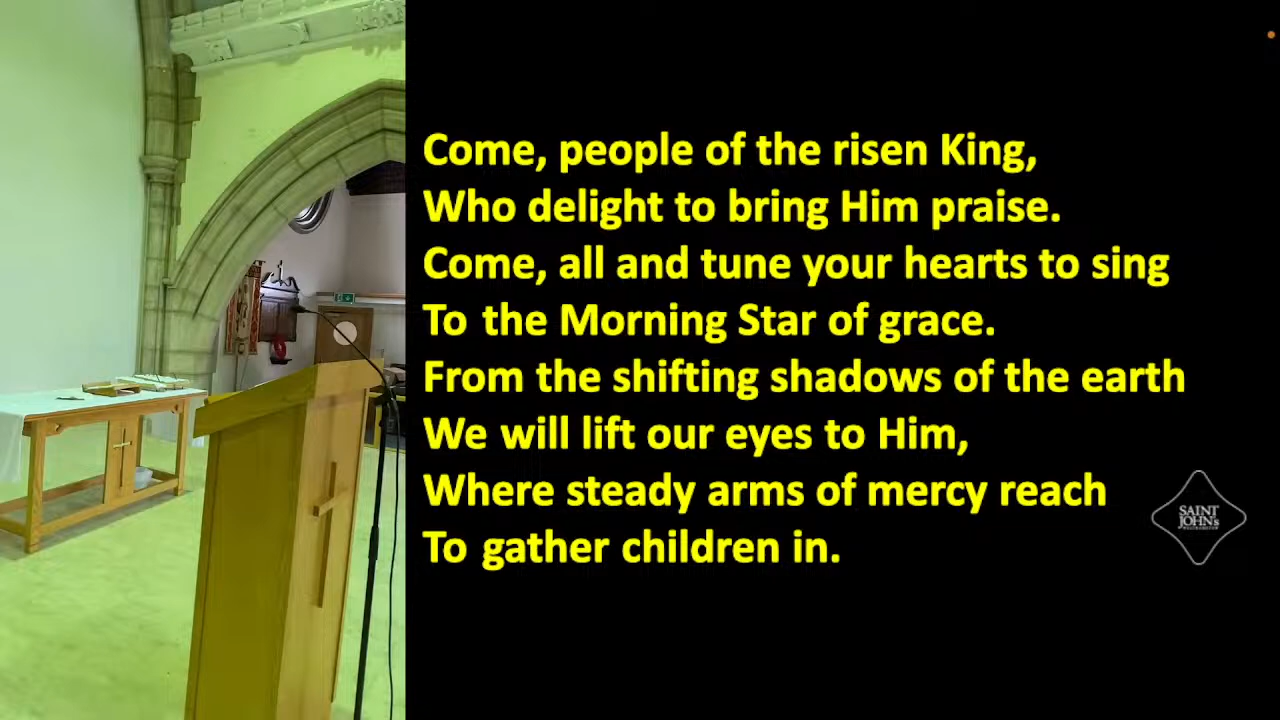 Come, people of the risen King,
Who delight to bring Him praise.
Come, all and tune your hearts to sing
To the Morning Star of grace.
From the shifting shadows of the earth
We will lift our eyes to Him,
Where steady arms of mercy reach
To gather children in.
SAINT
JOHN's